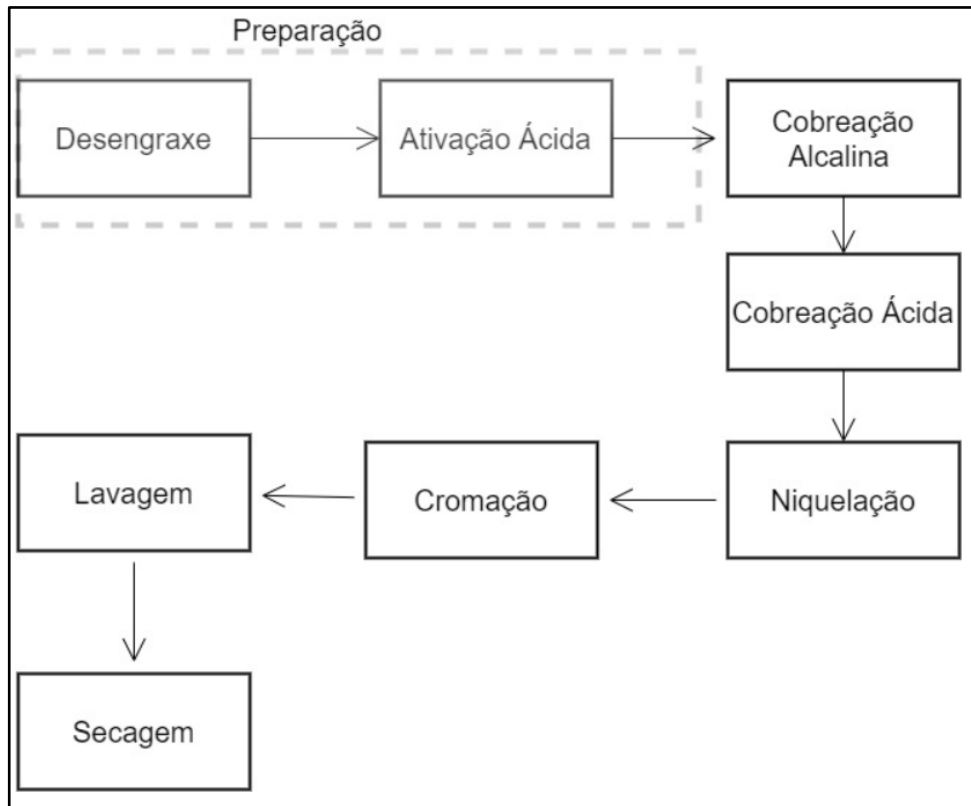 Preparação
Desengraxe
Ativação Ácida
Cobreação
Alcalina
Cobreação Ácida
Niquelação
Cromação
Lavagem
Secagem